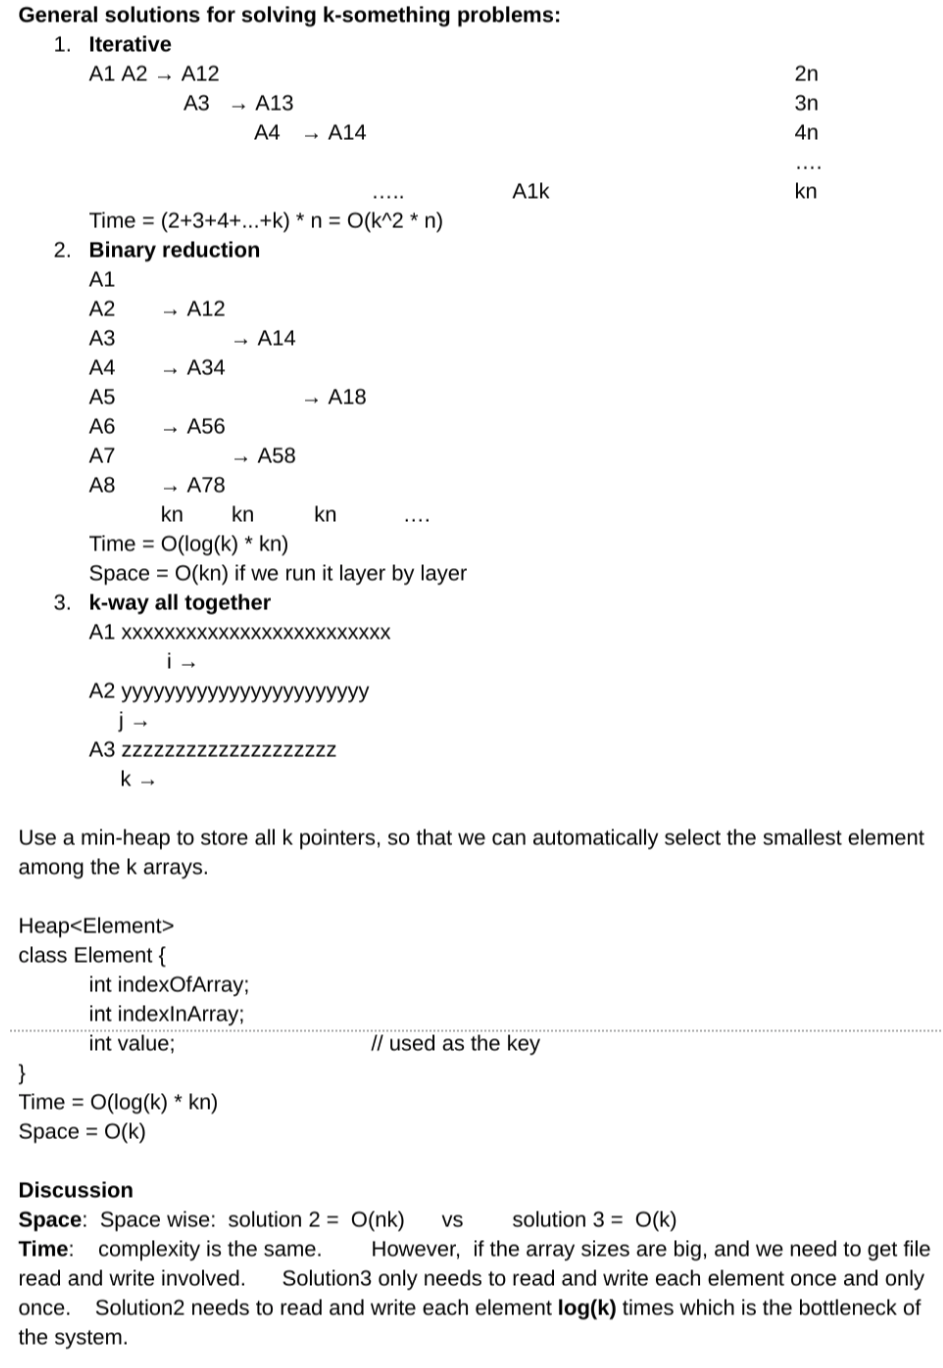 General solutions for solving k-something problems:
1. Iterative
A1 A2 → A12 2n
A3 → A13 3n
A4 → A14 4n
....
..... A1k kn
Time = (2+3+4+...+k) * n = O(k^2 * n)
2. Binary reduction
A1
A2 → A12
A3 → A14
A4 → A34
A5 → A18
A6 → A56
A7 → A58
A8 → A78
kn kn kn ....
Time = O(log(k) * kn)
Space = O(kn) if we run it layer by layer
3. k-way all together
A1 xxxxxxxxxxxxxxxxxxxxxxxxx
i →
A2 yyyyyyyyyyyyyyyyyyyyyyy
j →
A3 zzzzzzzzzzzzzzzzzzzz
k →
Use a min-heap to store all k pointers, so that we can automatically select the smallest element
among the k arrays.
Heap<Element>
class Element {
int indexOfArray;
int indexInArray;
int value; // used as the key
}
Time = O(log(k) * kn)
Space = O(k)
Discussion
Space: Space wise: solution 2 = O(nk) vs solution 3 = O(k)
Time: complexity is the same. However, if the array sizes are big, and we need to get file
read and write involved. Solution3 only needs to read and write each element once and only
once. Solution2 needs to read and write each element log(k) times which is the bottleneck of
the system.